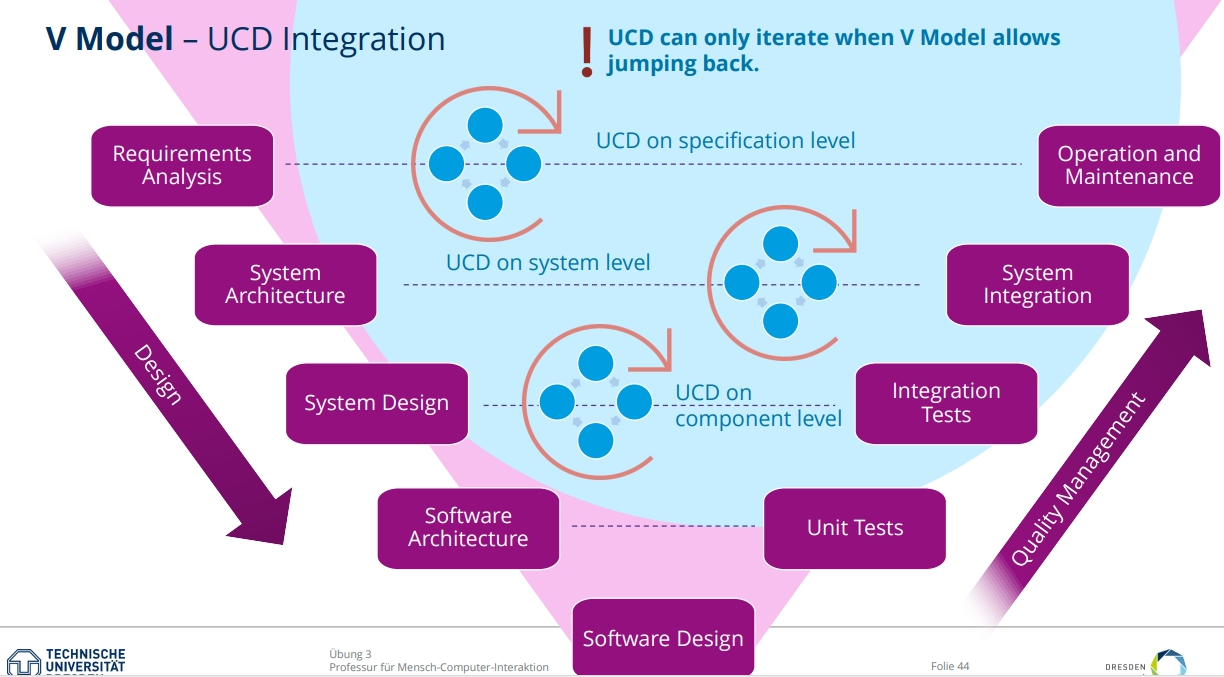 V Model – UCD Integration
! UCD can only iterate when V Model allows
jumping back.
Requirements
Analysis
UCD on specification level
Operation and
Maintenance
System
Architecture
UCD on system level
System
Integration
Design
System Design
UCD on
component level
Integration
Tests
Quality Management
Software
Architecture
Unit Tests
Software Design
TECHNISCHE
UNIVERSITÄT
DRESDEN
Übung 3
Professur für Mensch-Computer-Interaktion
Folie 44
DRESDEN